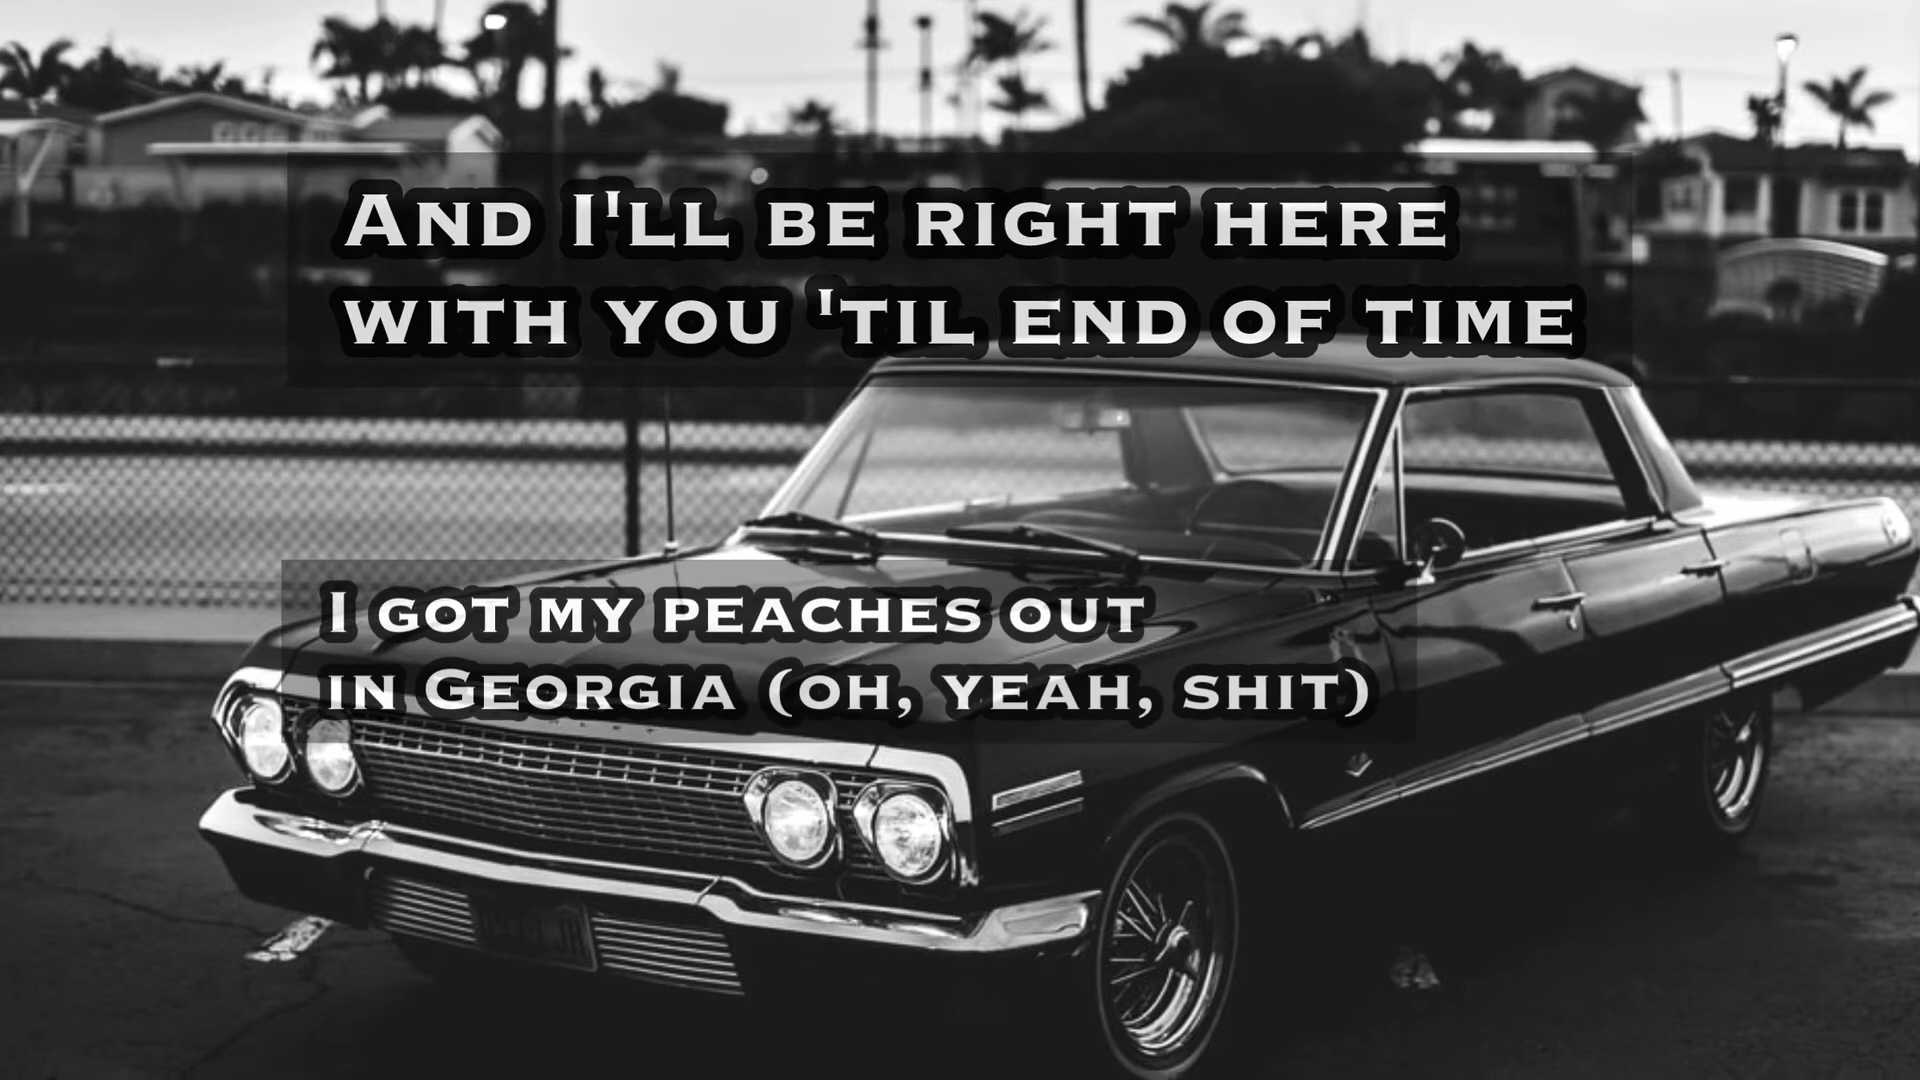 And I'll be right here
with you 'til end of time
I got my peaches out
in Georgia (oh, yeah, shit)